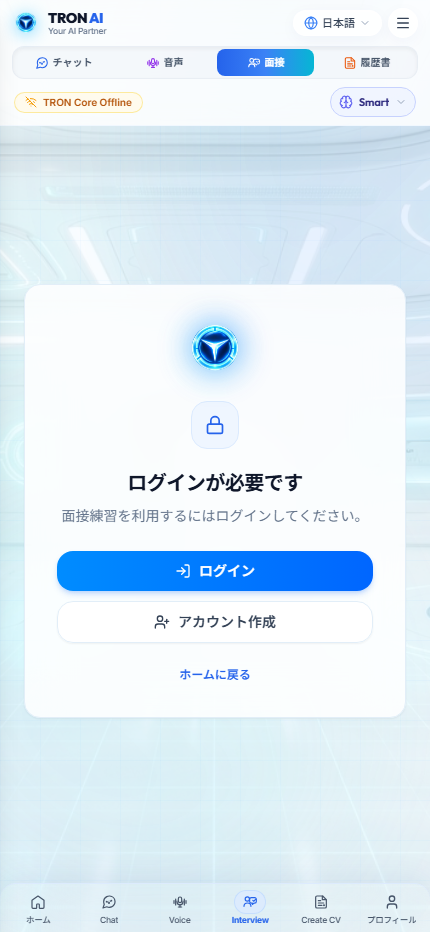 TRON AI
Your AI Partner
日本語
チャット
音声
面接
履歴書
TRON Core Offline
Smart
ログインが必要です
面接練習を利用するにはログインしてください。
ログイン
アカウント作成
ホームに戻る
ホーム
Chat
Voice
Interview
Create CV
プロフィール